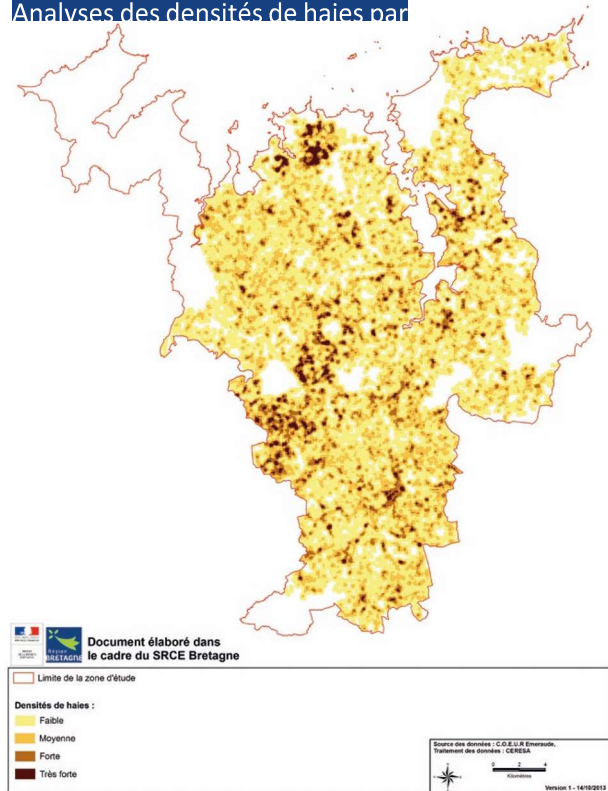 Analyses des densités de haies par
Région
BRETAGNE
Document élaboré dans
le cadre du SRCE Bretagne
Limite de la zone d'étude
Densités de haies :
Faible
Moyenne
Forte
Très forte
Source des données : C.O.E.U.R Emeraude,
Traitement des données : CERESA
0 2 4
Kilomètres
Version 1 - 14/10/2013